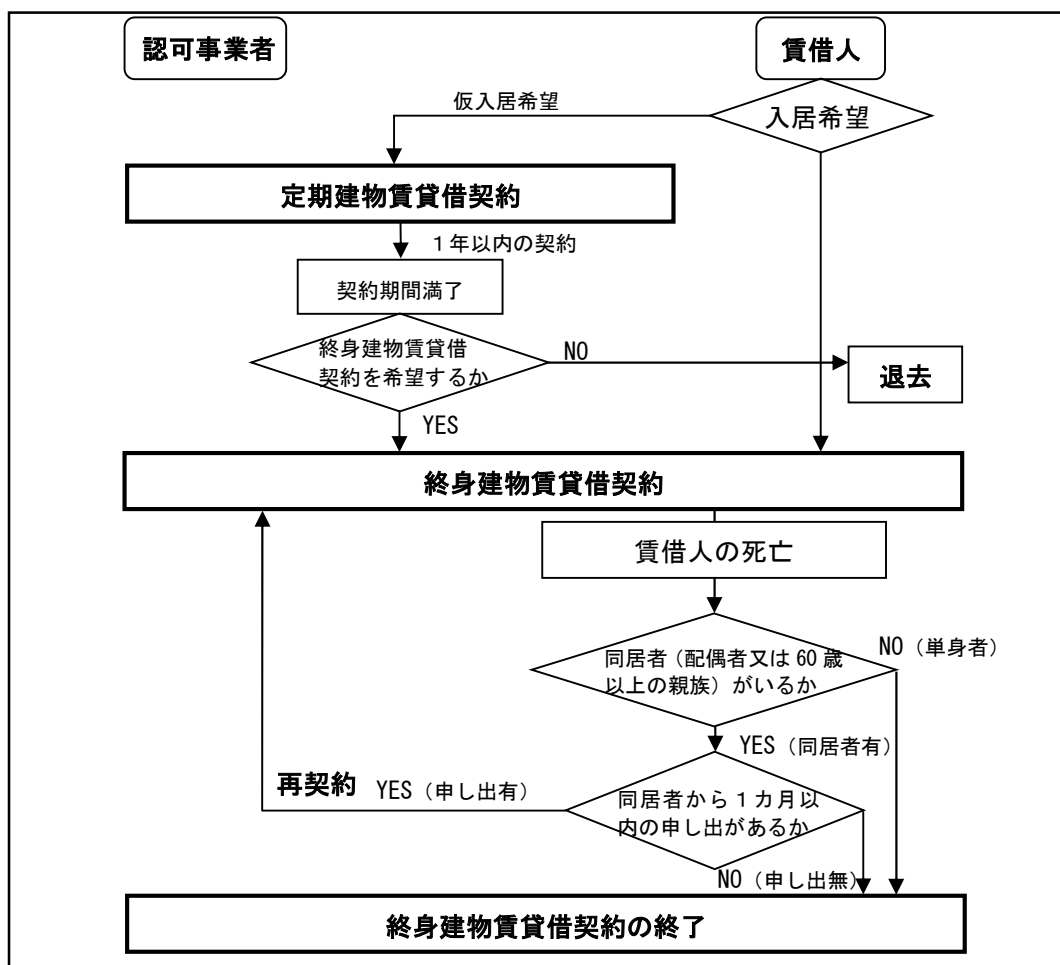 認可事業者
賃借人
仮入居希望
入居希望
定期建物賃貸借契約
１年以内の契約
契約期間満了
終身建物賃貸借
契約を希望するか
NO
退去
YES
終身建物賃貸借契約
賃借人の死亡
NO（単身者）
同居者（配偶者又は 60 歳
以上の親族）がいるか
YES（同居者有）
再契約 YES（申し出有）
同居者から１カ月以
内の申し出があるか
NO（申し出無）
終身建物賃貸借契約の終了